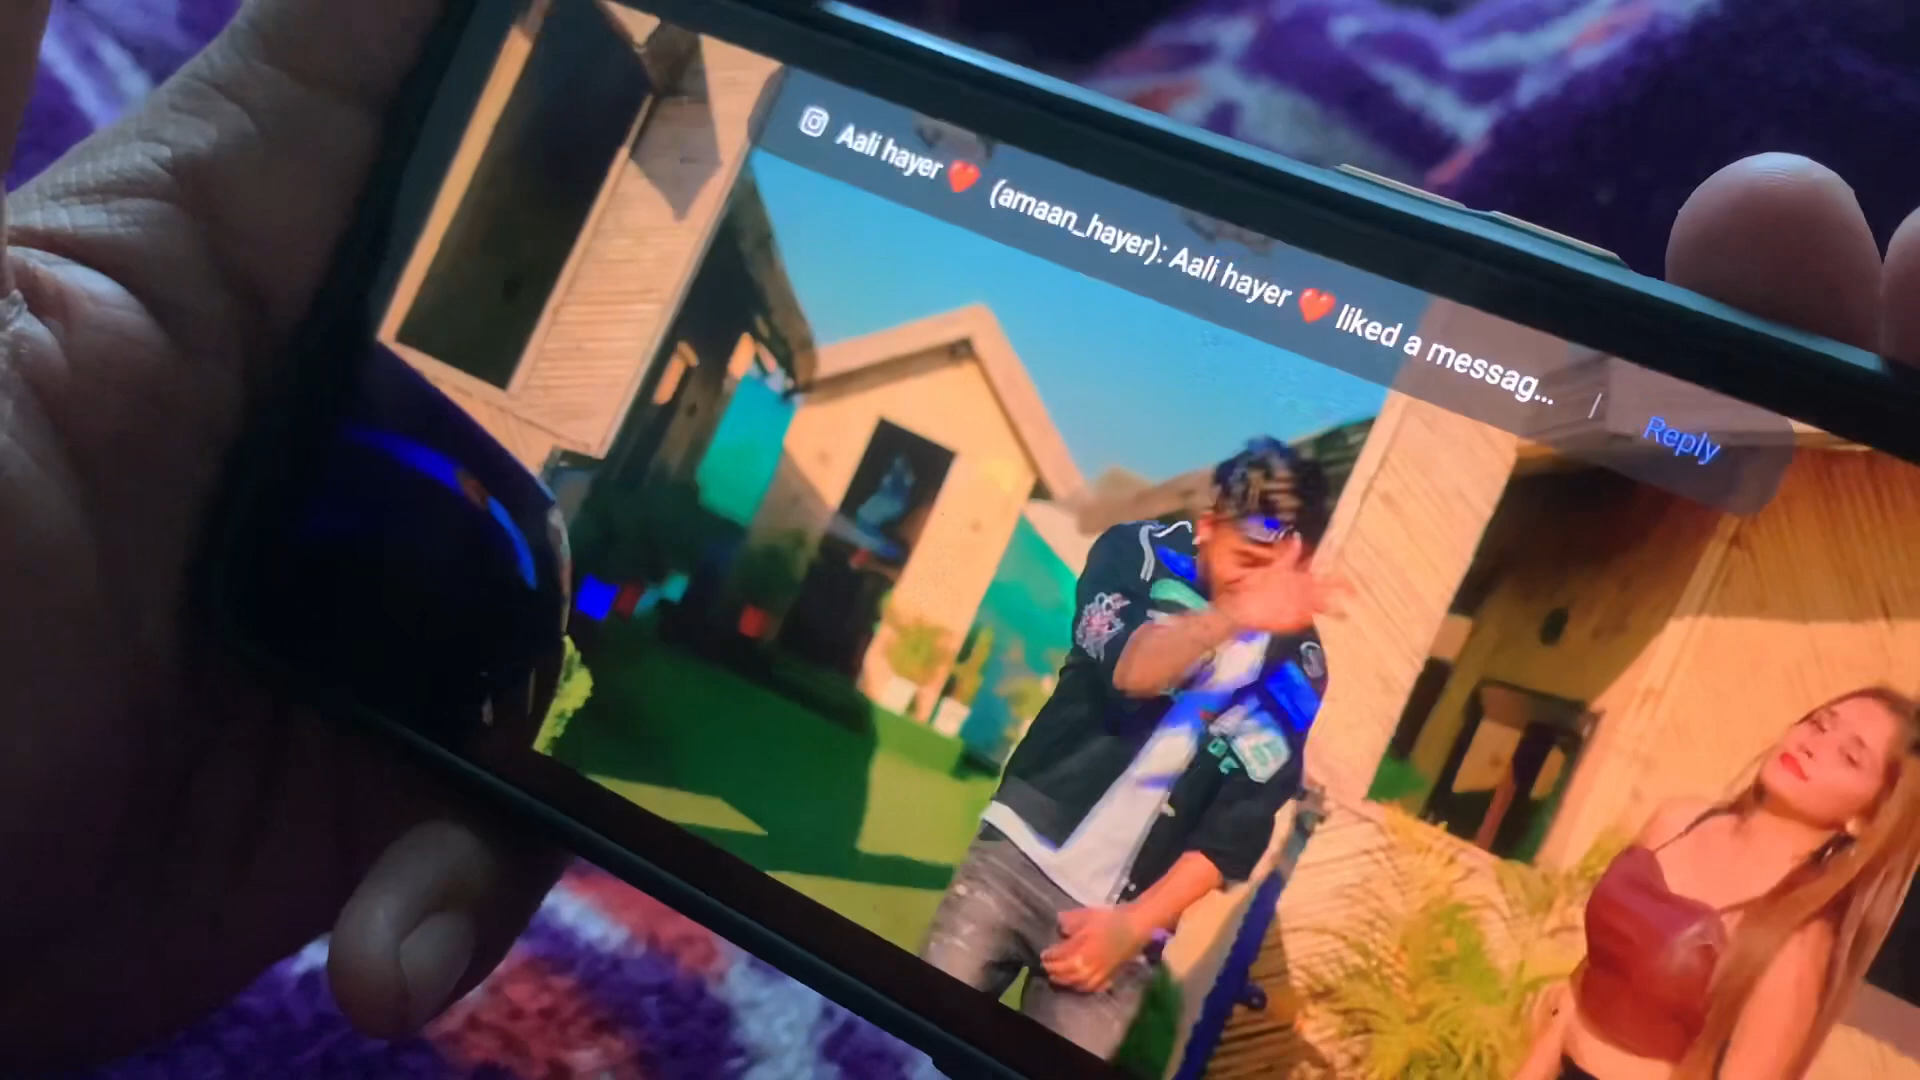 Aali hayer ❤️ (amaan_hayer): Aali hayer ❤️ liked a messag... | Reply